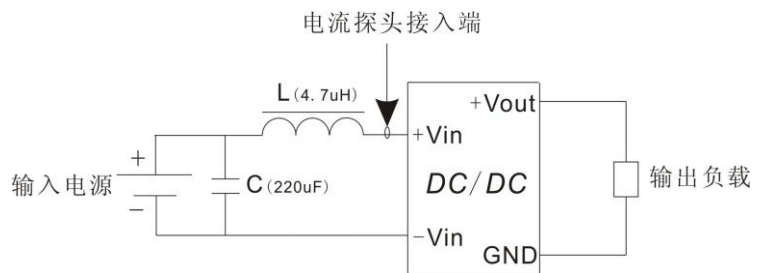 电流探头接入端
L(4.7uH)
+Vout
+Vin
+
输入电源
C(220uF)
DC/DC
输出负载
−
−Vin
GND